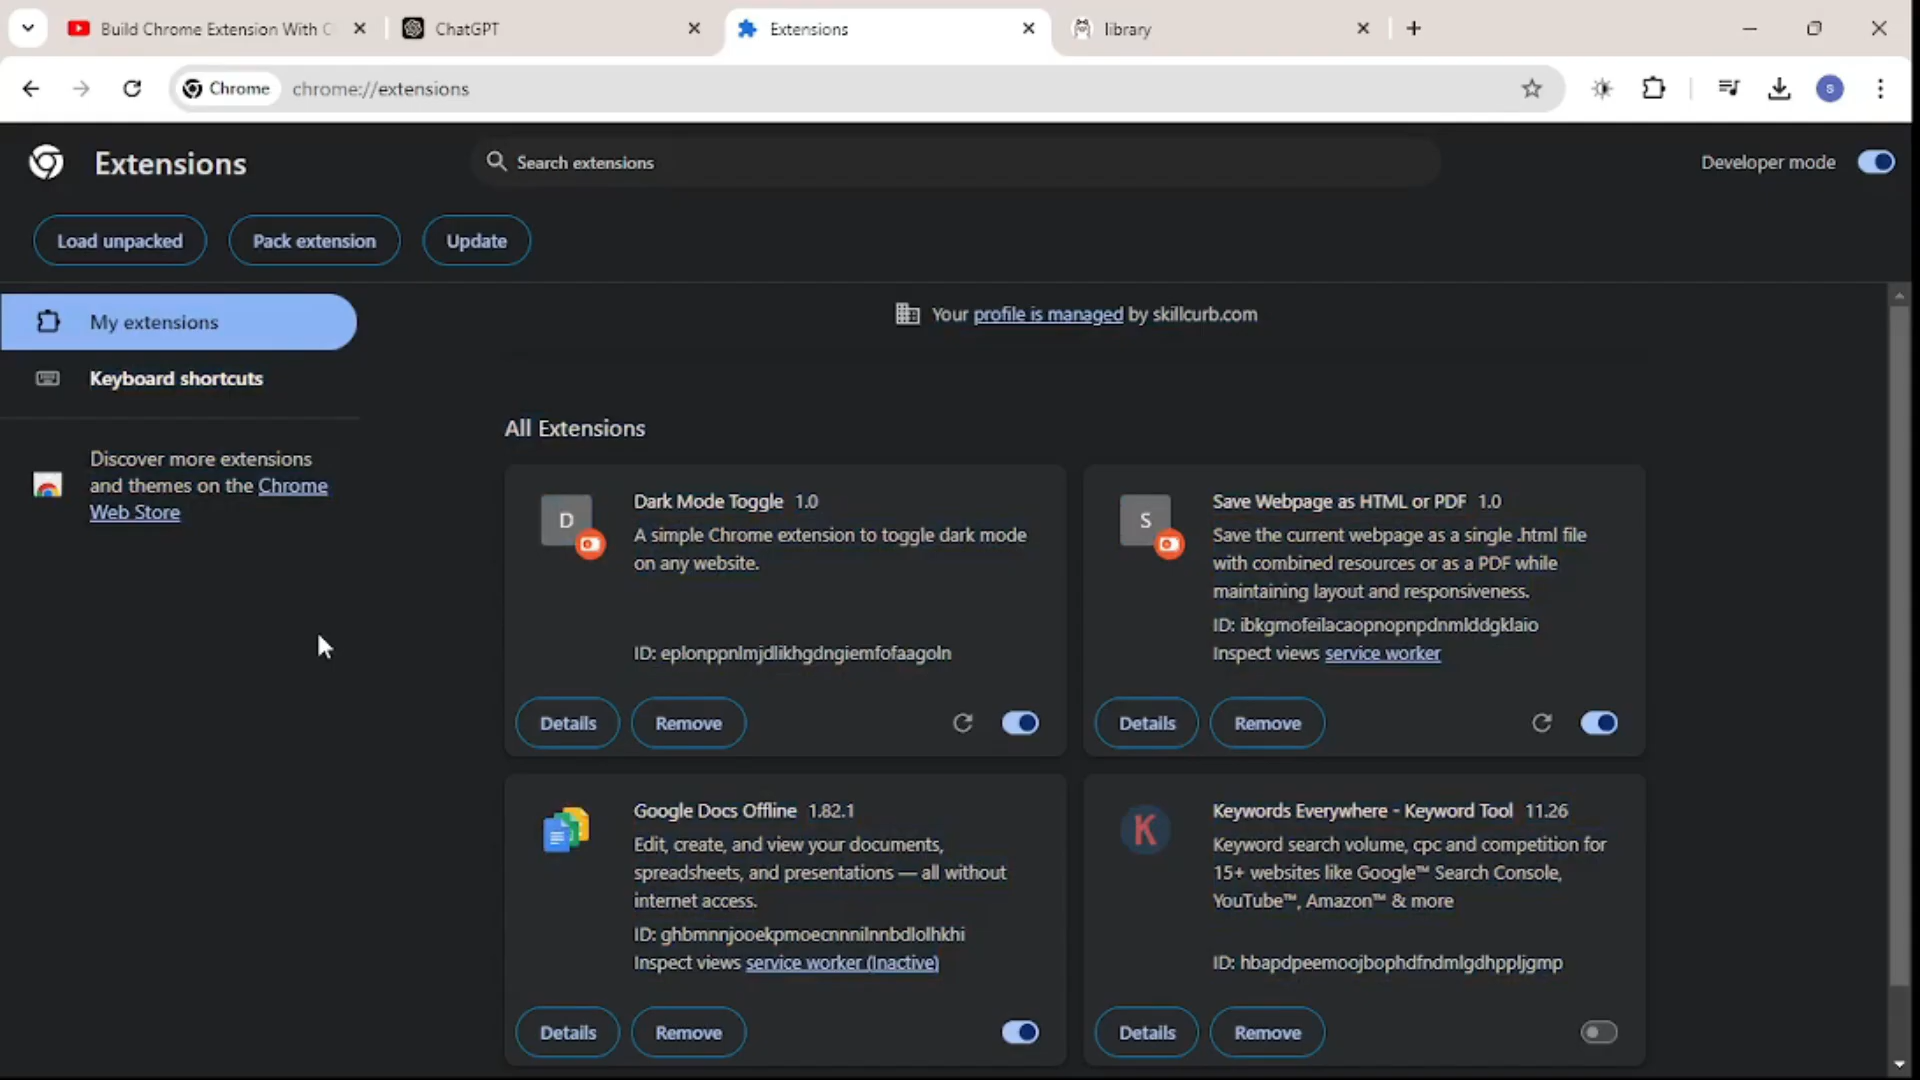 Build Chrome Extension With C
ChatGPT
Extensions
library
Chrome
chrome://extensions
s
Extensions
Search extensions
Developer mode
Load unpacked
Pack extension
Update
My extensions
Keyboard shortcuts
Discover more extensions
and themes on the Chrome
Web Store
Your profile is managed by skillcurb.com
All Extensions
D
Dark Mode Toggle 1.0
A simple Chrome extension to toggle dark mode
on any website.
ID: eplonppnlmjdlikhgdngiemfofaagoln
Details
Remove
S
Save Webpage as HTML or PDF 1.0
Save the current webpage as a single .html file
with combined resources or as a PDF while
maintaining layout and responsiveness.
ID: ibkgmofeilacaopnopnpdnmlddgklaio
Inspect views service worker
Details
Remove
Google Docs Offline 1.82.1
Edit, create, and view your documents,
spreadsheets, and presentations — all without
internet access.
ID: ghbmnnjooekpmoecnnnilnnbdlolhkhi
Inspect views service worker (Inactive)
Details
Remove
K
Keywords Everywhere - Keyword Tool 11.26
Keyword search volume, cpc and competition for
15+ websites like Google™ Search Console,
YouTube™, Amazon™ & more
ID: hbapdpeemoojbophdfndmlgdhppljgmp
Details
Remove